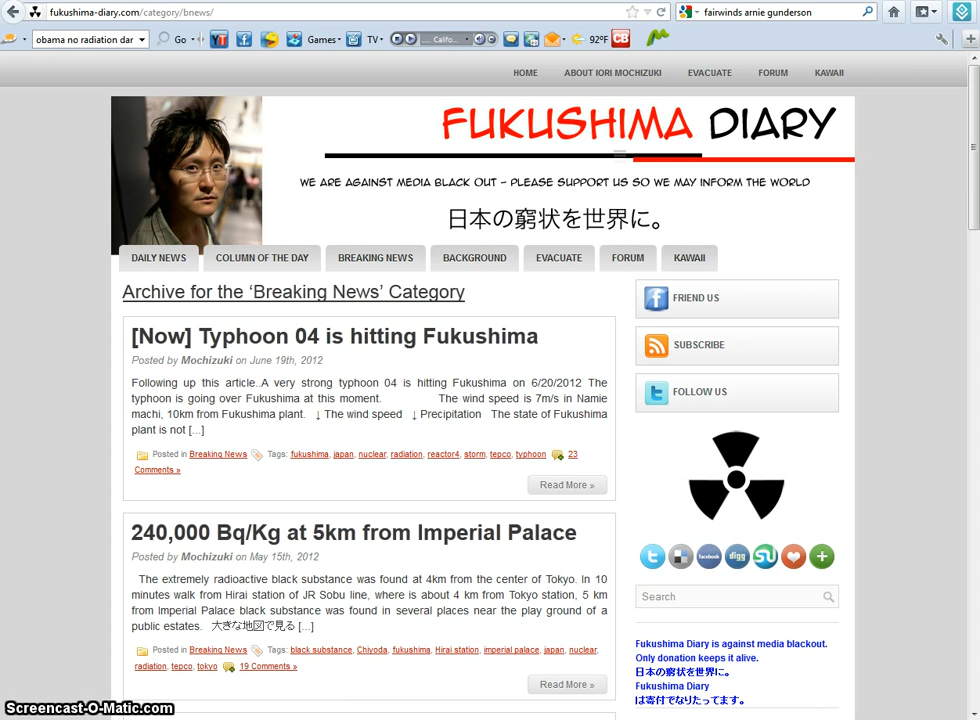 fukushima-diary.com/category/bnews/
fairwinds arnie gunderson
obama no radiation dar
Go
Games
TV
Califo...
92°F
CB
HOME
ABOUT IORI MOCHIZUKI
EVACUATE
FORUM
KAWAII
FUKUSHIMA DIARY
WE ARE AGAINST MEDIA BLACK OUT – PLEASE SUPPORT US SO WE MAY INFORM THE WORLD
日本の窮状を世界に。
DAILY NEWS
COLUMN OF THE DAY
BREAKING NEWS
BACKGROUND
EVACUATE
FORUM
KAWAII
Archive for the ‘Breaking News’ Category
[Now] Typhoon 04 is hitting Fukushima
Posted by Mochizuki on June 19th, 2012
Following up this article..A very strong typhoon 04 is hitting Fukushima on 6/20/2012 The
typhoon is going over Fukushima at this moment. The wind speed is 7m/s in Namie
machi, 10km from Fukushima plant. ↓ The wind speed ↓ Precipitation The state of Fukushima
plant is not [...]
Posted in Breaking News Tags: fukushima, japan, nuclear, radiation, reactor4, storm, tepco, typhoon 23
Comments »
Read More »
240,000 Bq/Kg at 5km from Imperial Palace
Posted by Mochizuki on May 15th, 2012
The extremely radioactive black substance was found at 4km from the center of Tokyo. In 10
minutes walk from Hirai station of JR Sobu line, where is about 4 km from Tokyo station, 5 km
from Imperial Palace black substance was found in several places near the play ground of a
public estates. 大きな地図で見る [...]
Posted in Breaking News Tags: black substance, Chiyoda, fukushima, Hirai station, imperial palace, japan, nuclear,
radiation, tepco, tokyo 19 Comments »
Read More »
FRIEND US
SUBSCRIBE
FOLLOW US
facebook
digg
Search
Fukushima Diary is against media blackout.
Only donation keeps it alive.
日本の窮状を世界に。
Fukushima Diary
は寄付でなりたってます。
Screencast-O-Matic.com